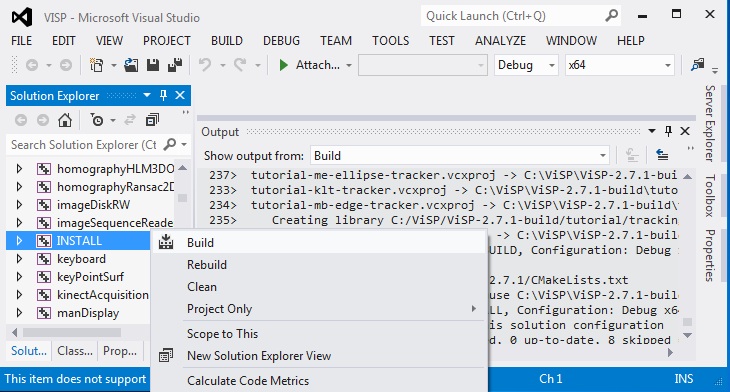 VISP - Microsoft Visual Studio
Quick Launch (Ctrl+Q)
FILE EDIT VIEW PROJECT BUILD DEBUG TEAM TOOLS TEST ANALYZE WINDOW HELP
Attach... Debug x64
Solution Explorer
Search Solution Explorer (Ct
homographyHLM3DO
homographyRansac2D
imageDiskRW
imageSequenceReade
INSTALL
keyboard
keyPointSurf
kinectAcquisition
manDisplay
Solut... Class... Prop...
Output
Show output from: Build
237> tutorial-me-ellipse-tracker.vcxproj -> C:\ViSP\ViSP-2.7.1-bui
236> tutorial-klt-tracker.vcxproj -> C:\ViSP\ViSP-2.7.1-build\tuto
234> tutorial-mb-edge-tracker.vcxproj -> C:\ViSP\ViSP-2.7.1-build\
235> Creating library C:/ViSP/ViSP-2.7.1-build/tutorial/trackin
-> C:\ViSP\ViSP-2.7.1-build\
UILD, Configuration: Debug
2.7.1/CMakeLists.txt
use C:\ViSP\ViSP-2.7.1-buil
LL, Configuration: Debug x6
is solution configuration
d. 0 up-to-date. 8 skipped
Build
Rebuild
Clean
Project Only
Scope to This
New Solution Explorer View
Calculate Code Metrics
Server Explorer
Toolbox
Properties
This item does not support Ch 1 INS